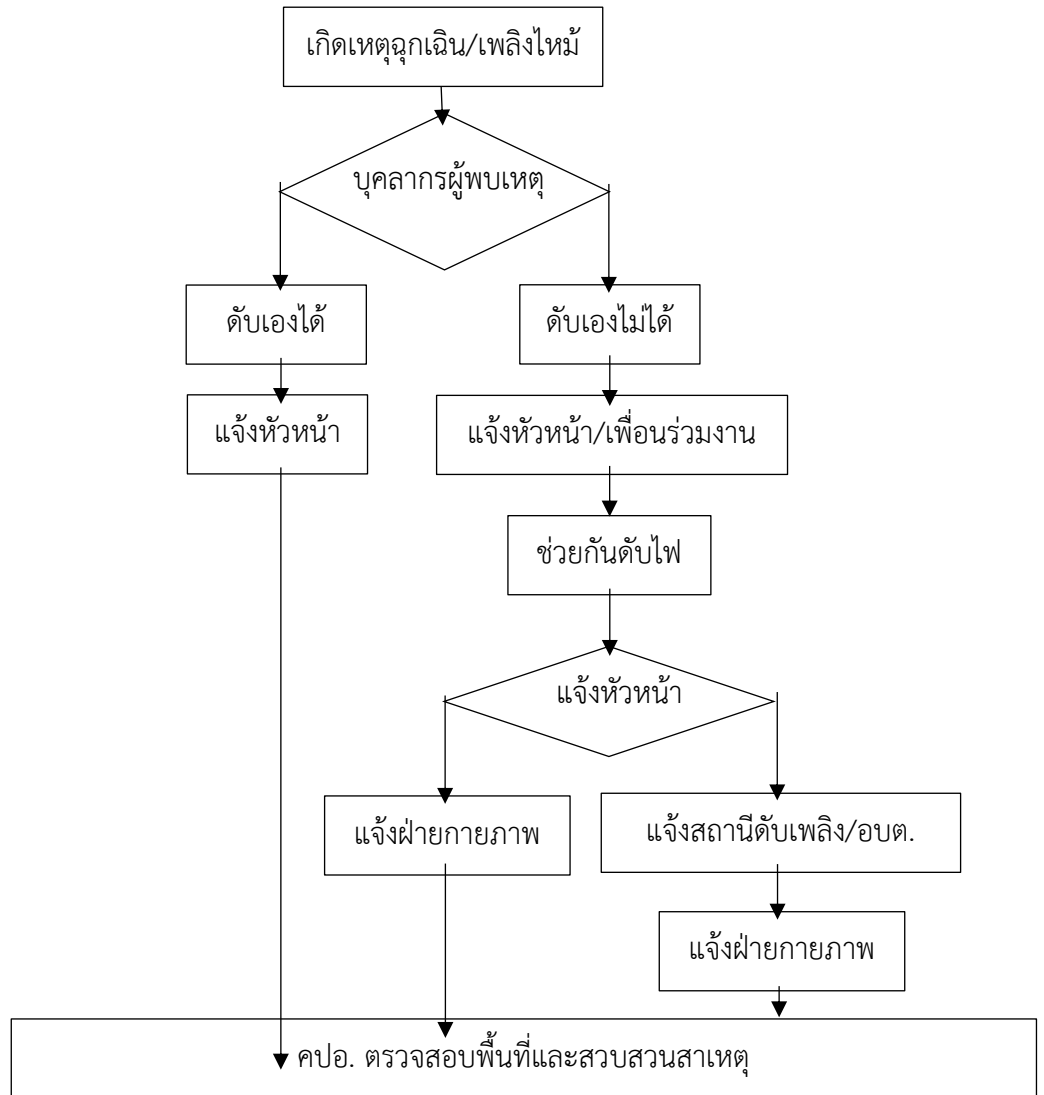 เกิดเหตุฉุกเฉิน/เพลิงไหม้
บุคลากรผู้พบเหตุ
ดับเองได้
ดับเองไม่ได้
แจ้งหัวหน้า
แจ้งหัวหน้า/เพื่อนร่วมงาน
ช่วยกันดับไฟ
แจ้งหัวหน้า
แจ้งฝ่ายกายภาพ
แจ้งสถานีดับเพลิง/อบต.
แจ้งฝ่ายกายภาพ
คปอ. ตรวจสอบพื้นที่และสวบสวนสาเหตุ